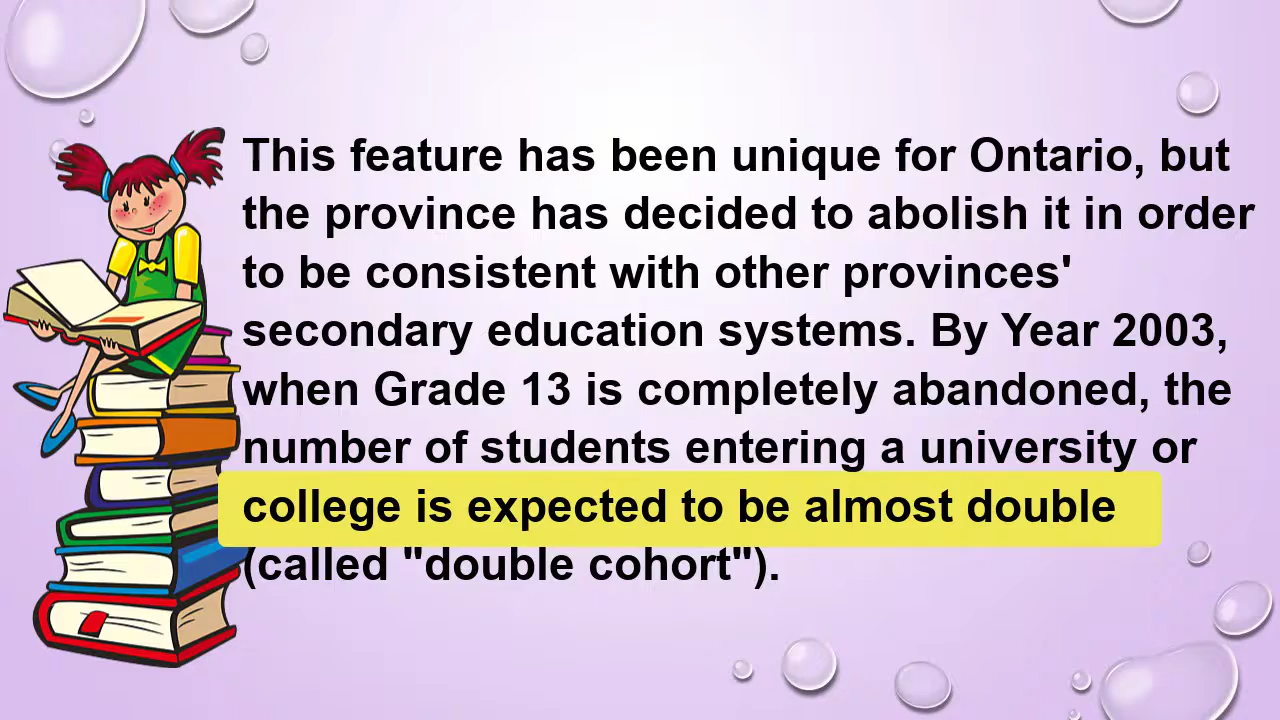 This feature has been unique for Ontario, but
the province has decided to abolish it in order
to be consistent with other provinces'
secondary education systems. By Year 2003,
when Grade 13 is completely abandoned, the
number of students entering a university or
college is expected to be almost double
(called "double cohort").